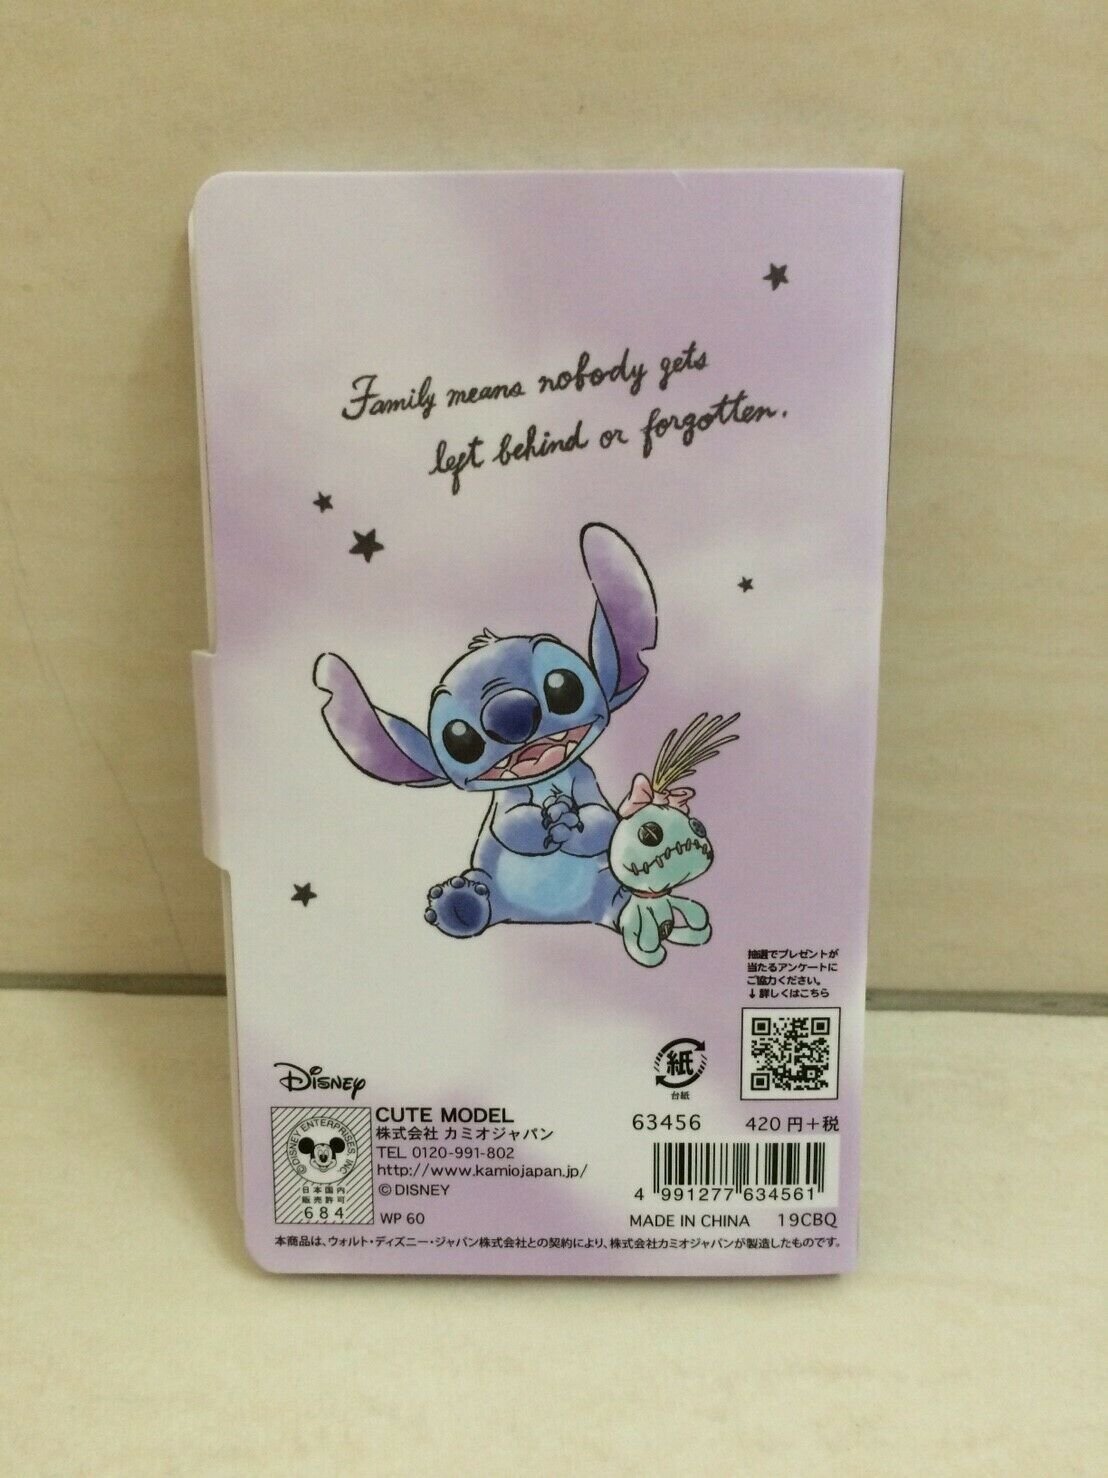 Family means nobody gets
left behind or forgotten.
抽選でプレゼントが
当たるアンケートに
ご協力ください。
↓詳しくはこちら
紙
台紙
Disney
©DISNEY ENTERPRISES, INC.
日本国内
販売許可
684
CUTE MODEL
株式会社 カミオジャパン
TEL 0120-991-802
http://www.kamiojapan.jp/
©DISNEY
WP 60
63456 420円+税
4 991277 634561
MADE IN CHINA 19CBQ
本商品は、ウォルト・ディズニー・ジャパン株式会社との契約により、株式会社カミオジャパンが製造したものです。